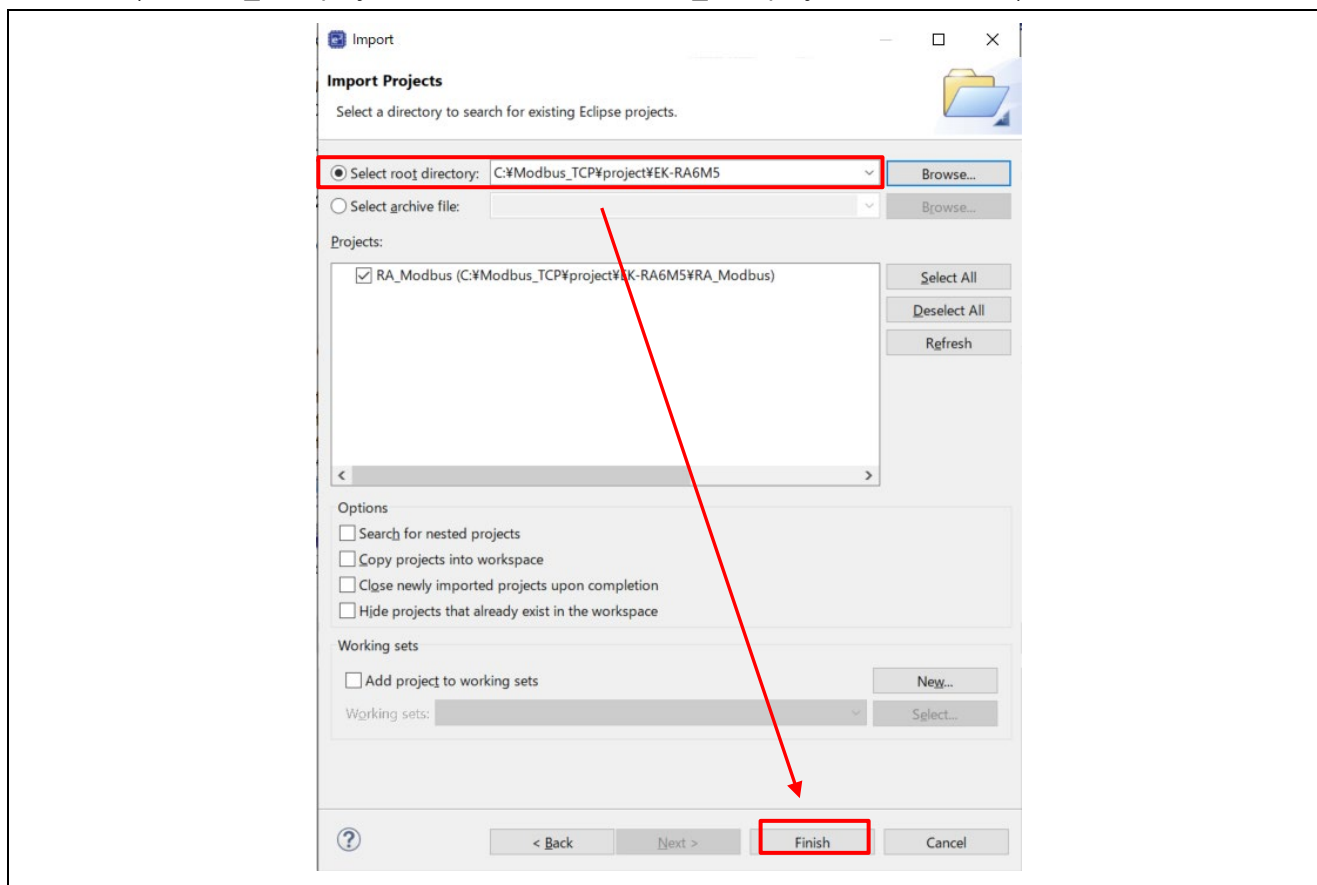 Import
Import Projects
Select a directory to search for existing Eclipse projects.
Select root directory: C:¥Modbus_TCP¥project¥EK-RA6M5 Browse...
Select archive file: Browse...
Projects:
RA_Modbus (C:¥Modbus_TCP¥project¥EK-RA6M5¥RA_Modbus) Select All
Deselect All
Refresh
Options
Search for nested projects
Copy projects into workspace
Close newly imported projects upon completion
Hide projects that already exist in the workspace
Working sets
Add project to working sets New...
Working sets: Select...
? < Back Next > Finish Cancel